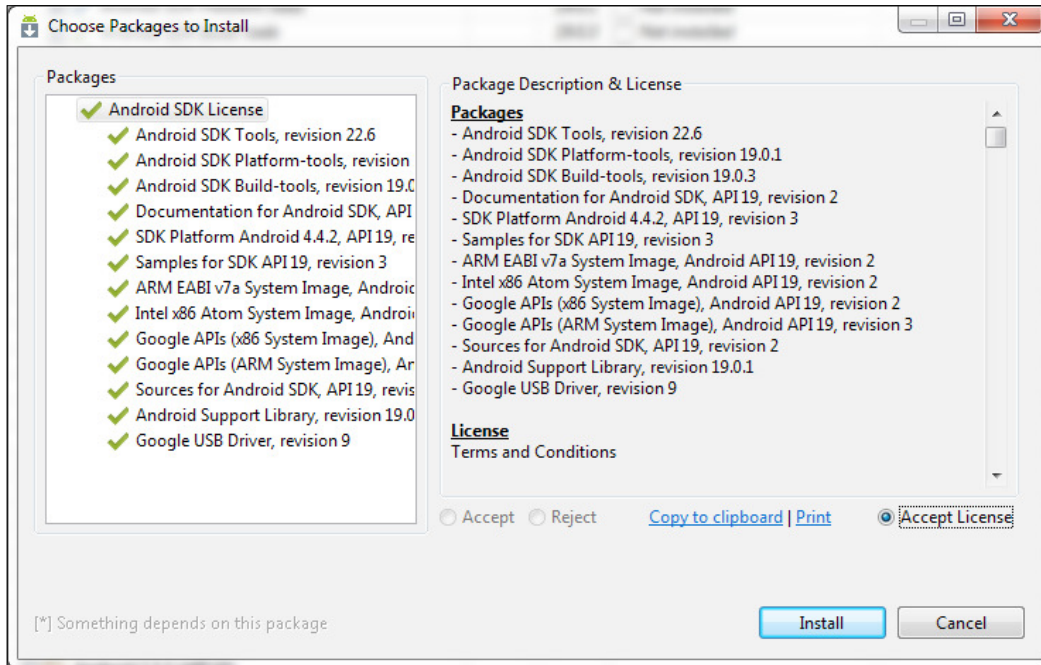 Choose Packages to Install
Packages
Android SDK License
Android SDK Tools, revision 22.6
Android SDK Platform-tools, revision
Android SDK Build-tools, revision 19.0
Documentation for Android SDK, API
SDK Platform Android 4.4.2, API 19, re
Samples for SDK API 19, revision 3
ARM EABI v7a System Image, Android
Intel x86 Atom System Image, Androi
Google APIs (x86 System Image), And
Google APIs (ARM System Image), An
Sources for Android SDK, API 19, revis
Android Support Library, revision 19.0
Google USB Driver, revision 9
Package Description & License
Packages
- Android SDK Tools, revision 22.6
- Android SDK Platform-tools, revision 19.0.1
- Android SDK Build-tools, revision 19.0.3
- Documentation for Android SDK, API 19, revision 2
- SDK Platform Android 4.4.2, API 19, revision 3
- Samples for SDK API 19, revision 3
- ARM EABI v7a System Image, Android API 19, revision 2
- Intel x86 Atom System Image, Android API 19, revision 2
- Google APIs (x86 System Image), Android API 19, revision 2
- Google APIs (ARM System Image), Android API 19, revision 3
- Sources for Android SDK, API 19, revision 2
- Android Support Library, revision 19.0.1
- Google USB Driver, revision 9
License
Terms and Conditions
Accept Reject Copy to clipboard | Print Accept License
[*] Something depends on this package
Install Cancel